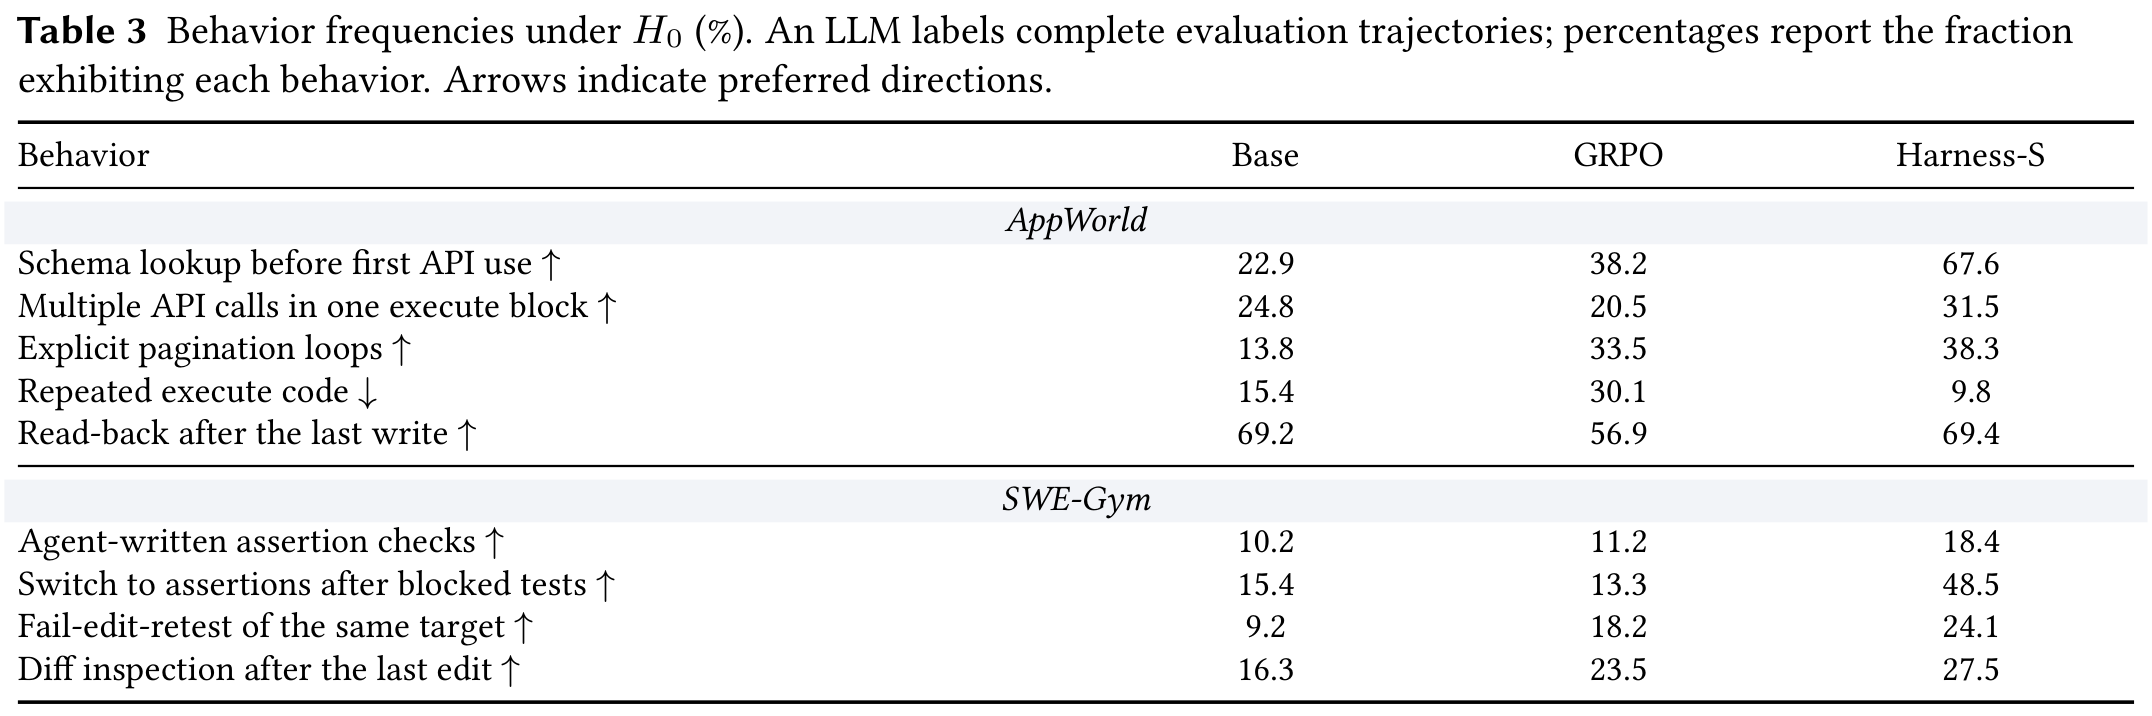 Table 3 Behavior frequencies under H₀ (%). An LLM labels complete evaluation trajectories; percentages report the fraction
exhibiting each behavior. Arrows indicate preferred directions.
Behavior Base GRPO Harness-S
AppWorld
Schema lookup before first API use ↑ 22.9 38.2 67.6
Multiple API calls in one execute block ↑ 24.8 20.5 31.5
Explicit pagination loops ↑ 13.8 33.5 38.3
Repeated execute code ↓ 15.4 30.1 9.8
Read-back after the last write ↑ 69.2 56.9 69.4
SWE-Gym
Agent-written assertion checks ↑ 10.2 11.2 18.4
Switch to assertions after blocked tests ↑ 15.4 13.3 48.5
Fail-edit-retest of the same target ↑ 9.2 18.2 24.1
Diff inspection after the last edit ↑ 16.3 23.5 27.5